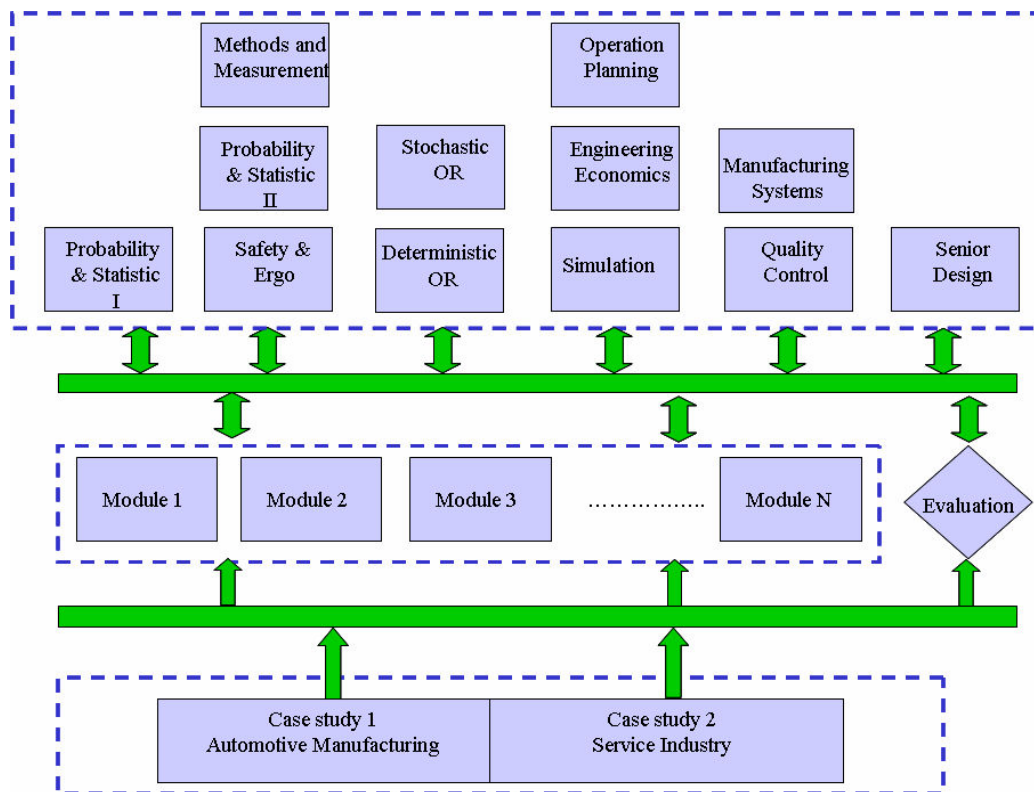 Methods and
Measurement
Operation
Planning
Probability
& Statistic
II
Stochastic
OR
Engineering
Economics
Manufacturing
Systems
Probability
& Statistic
I
Safety &
Ergo
Deterministic
OR
Simulation
Quality
Control
Senior
Design
Module 1
Module 2
Module 3
…………….….
Module N
Evaluation
Case study 1
Automotive Manufacturing
Case study 2
Service Industry